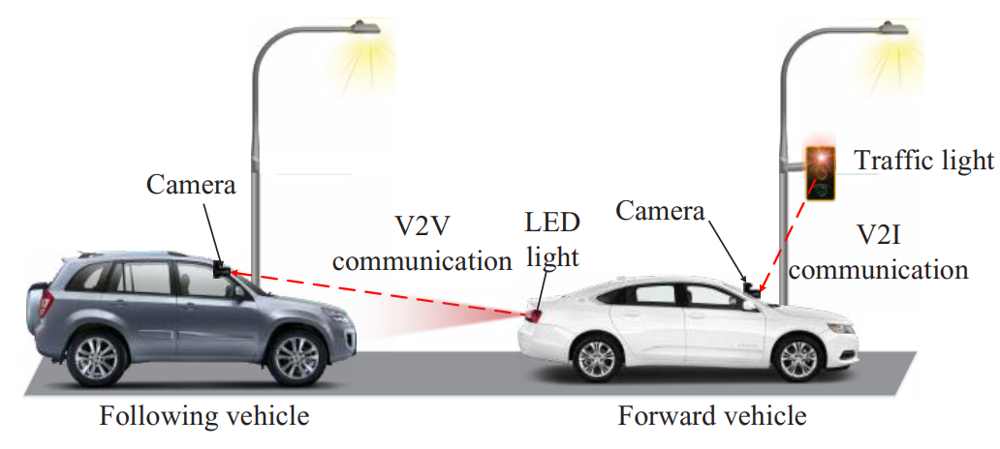 Traffic light
Camera
Camera
V2V
communication
LED
light
V2I
communication
Following vehicle
Forward vehicle